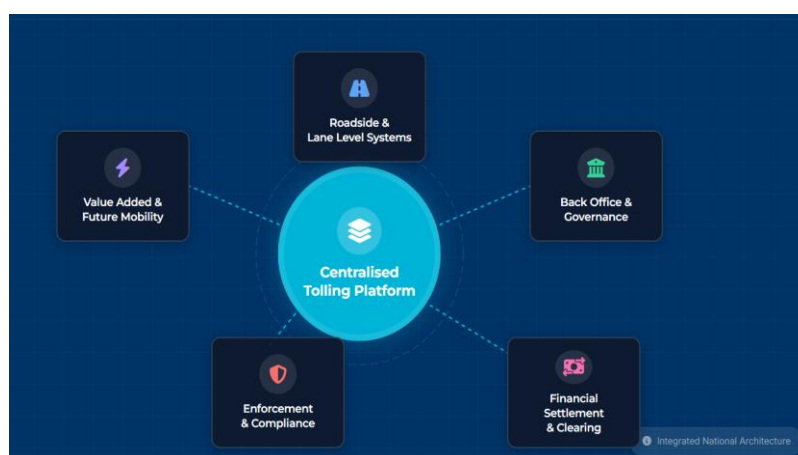 Roadside &
Lane Level Systems
Value Added &
Future Mobility
Back Office &
Governance
Centralised
Tolling Platform
Enforcement
& Compliance
Financial
Settlement
& Clearing
Integrated National Architecture